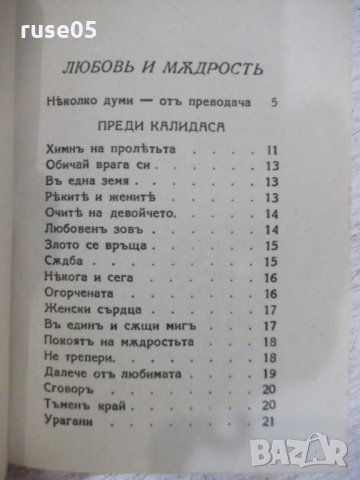 ruse05
ЛЮБОВЬ И МѪДРОСТЬ
Нѣколко думи — отъ преводача 5
ПРЕДИ КАЛИДАСА
Химнъ на пролѣтьта . . . . 11
Обичай врага си . . . . . 13
Въ една земя . . . . . . 13
Рѣкитѣ и женитѣ . . . . . 13
Очитѣ на девойчето. . . . . 14
Любовенъ зовъ . . . . . . 14
Злото се връща . . . . . 15
Сѫдба . . . . . . . . 15
Нѣкога и сега . . . . . . 16
Огорчената . . . . . . . 16
Женски сърдца . . . . . . 17
Въ единъ и сѫщи мигъ . . . 17
Покоятъ на мѫдростьта . . . 18
Не трепери. . . . . . . 18
Далече отъ любимата . . . . 19
Сговоръ . . . . . . . 20
Тъменъ край . . . . . . 20
Урагани . . . . . . . 21
BAZAR
.bg